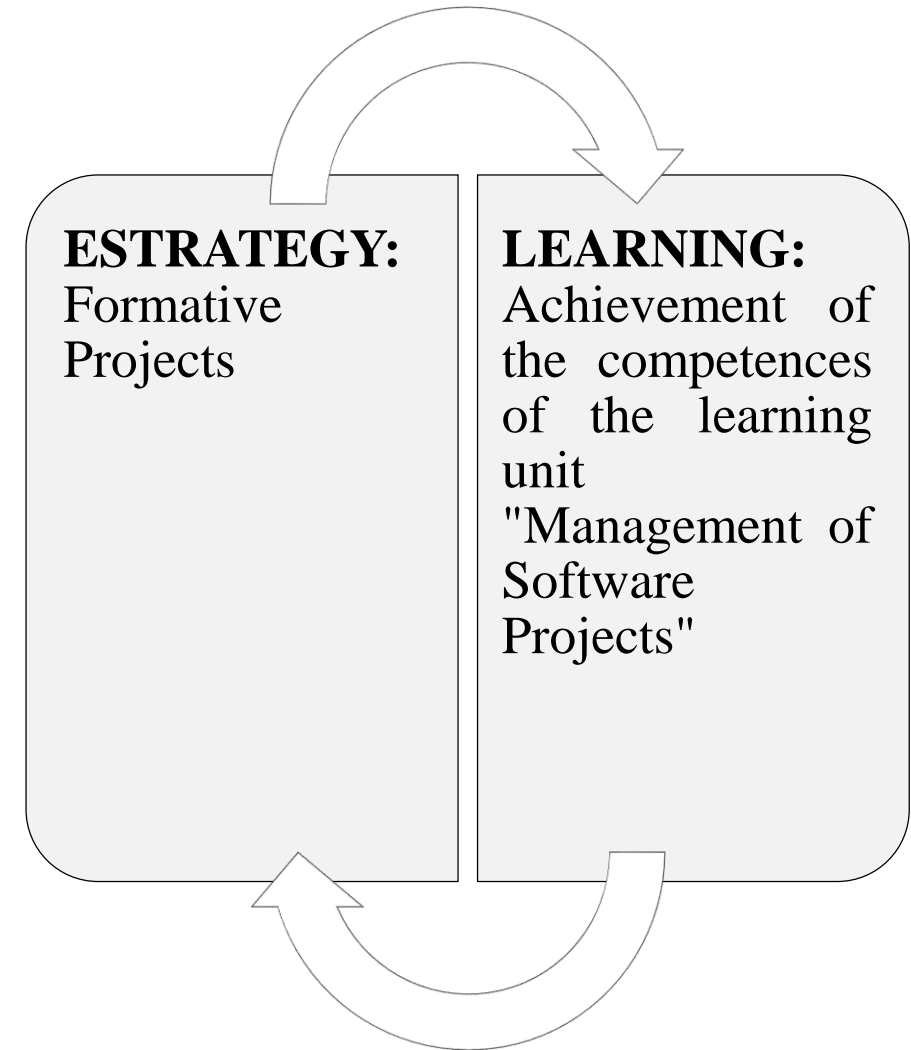 ESTRATEGY:
Formative
Projects
LEARNING:
Achievement of
the competences
of the learning
unit
"Management of
Software
Projects"